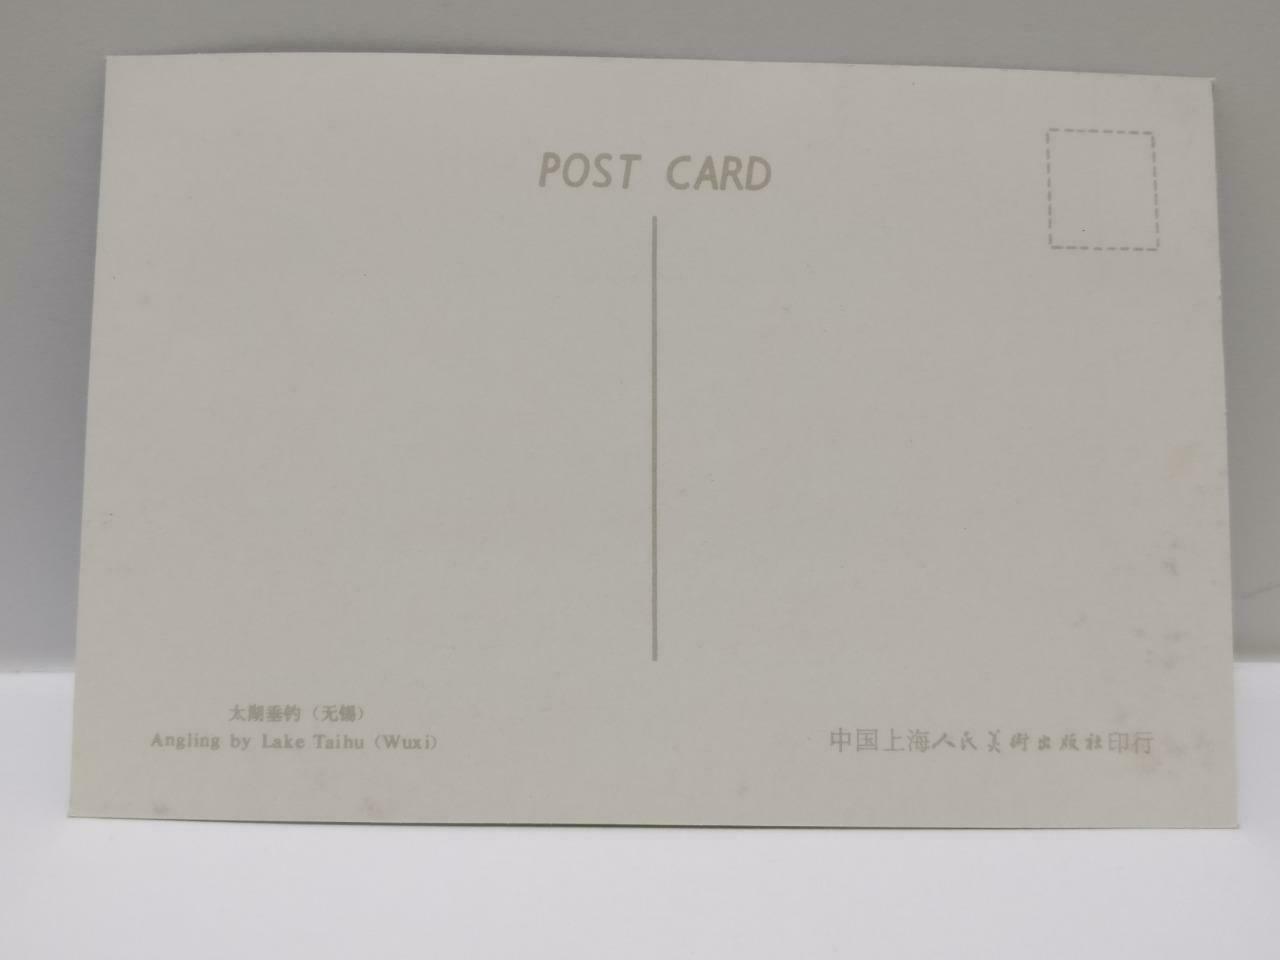 POST CARD
太湖垂钓（无锡）
Angling by Lake Taihu (Wuxi)
中国上海人民美術出版社印行